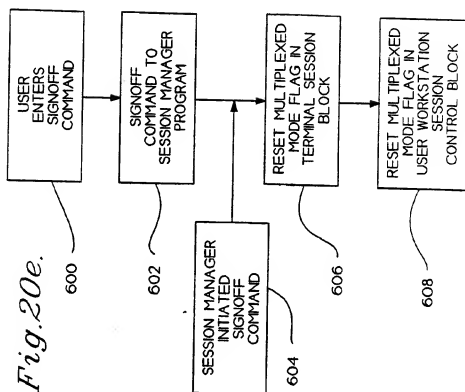 Fig.20e.
USER
ENTERS
SIGNOFF
COMMAND
600
SIGNOFF
COMMAND TO
SESSION MANAGER
PROGRAM
602
SESSION MANAGER
INITIATED
SIGNOFF
COMMAND
604
RESET MULTIPLEXED
MODE FLAG IN
TERMINAL SESSION
BLOCK
606
RESET MULTIPLEXED
MODE FLAG IN
USER WORKSTATION
SESSION
CONTROL BLOCK
608